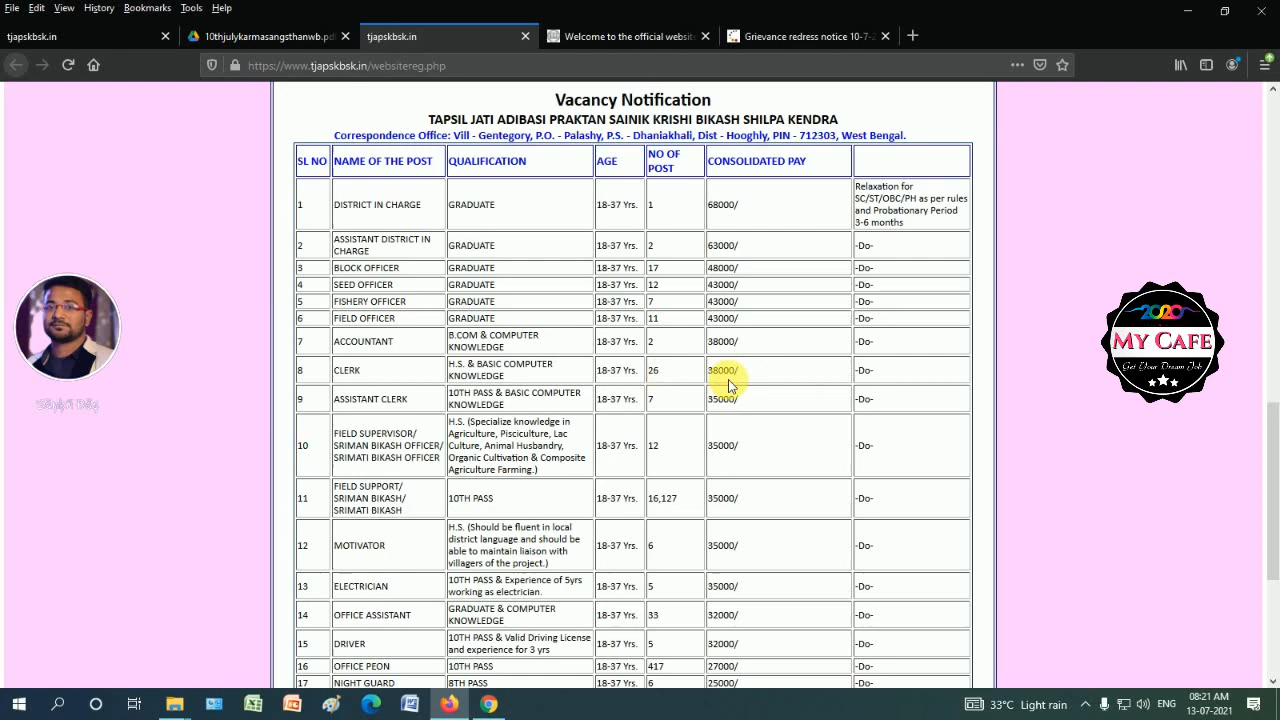 File Edit View History Bookmarks Tools Help
tjapskbsk.in
10thjulykarmasangsthanwb.pdf
tjapskbsk.in
Welcome to the official website
Grievance redress notice 10-7-2
https://www.tjapskbsk.in/websitereg.php
Vacancy Notification
TAPSIL JATI ADIBASI PRAKTAN SAINIK KRISHI BIKASH SHILPA KENDRA
Correspondence Office: Vill - Gentegory, P.O. - Palashy, P.S. - Dhaniakhali, Dist - Hooghly, PIN - 712303, West Bengal.
SL NO NAME OF THE POST QUALIFICATION AGE NO OF POST CONSOLIDATED PAY
1 DISTRICT IN CHARGE GRADUATE 18-37 Yrs. 1 68000/ Relaxation for SC/ST/OBC/PH as per rules and Probationary Period 3-6 months
2 ASSISTANT DISTRICT IN CHARGE GRADUATE 18-37 Yrs. 2 63000/ -Do-
3 BLOCK OFFICER GRADUATE 18-37 Yrs. 17 48000/ -Do-
4 SEED OFFICER GRADUATE 18-37 Yrs. 12 43000/ -Do-
5 FISHERY OFFICER GRADUATE 18-37 Yrs. 7 43000/ -Do-
6 FIELD OFFICER GRADUATE 18-37 Yrs. 11 43000/ -Do-
7 ACCOUNTANT B.COM & COMPUTER KNOWLEDGE 18-37 Yrs. 2 38000/ -Do-
8 CLERK H.S. & BASIC COMPUTER KNOWLEDGE 18-37 Yrs. 26 38000/ -Do-
9 ASSISTANT CLERK 10TH PASS & BASIC COMPUTER KNOWLEDGE 18-37 Yrs. 7 35000/ -Do-
10 FIELD SUPERVISOR/ SRIMAN BIKASH OFFICER/ SRIMATI BIKASH OFFICER H.S. (Specialize knowledge in Agriculture, Pisciculture, Lac Culture, Animal Husbandry, Organic Cultivation & Composite Agriculture Farming.) 18-37 Yrs. 12 35000/ -Do-
11 FIELD SUPPORT/ SRIMAN BIKASH/ SRIMATI BIKASH 10TH PASS 18-37 Yrs. 16,127 35000/ -Do-
12 MOTIVATOR H.S. (Should be fluent in local district language and should be able to maintain liaison with villagers of the project.) 18-37 Yrs. 6 35000/ -Do-
13 ELECTRICIAN 10TH PASS & Experience of 5yrs working as electrician. 18-37 Yrs. 5 35000/ -Do-
14 OFFICE ASSISTANT GRADUATE & COMPUTER KNOWLEDGE 18-37 Yrs. 33 32000/ -Do-
15 DRIVER 10TH PASS & Valid Driving License and experience for 3 yrs 18-37 Yrs. 5 32000/ -Do-
16 OFFICE PEON 10TH PASS 18-37 Yrs. 417 27000/ -Do-
17 NIGHT GUARD 8TH PASS 18-37 Yrs. 6 25000/ -Do-
2020
MY CAFE
Get Your Dream Job
33°C Light rain
ENG
08:21 AM
13-07-2021